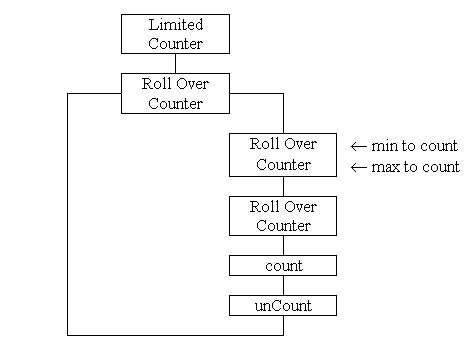 Limited
Counter
Roll Over
Counter
Roll Over
Counter
← min to count
← max to count
Roll Over
Counter
count
unCount